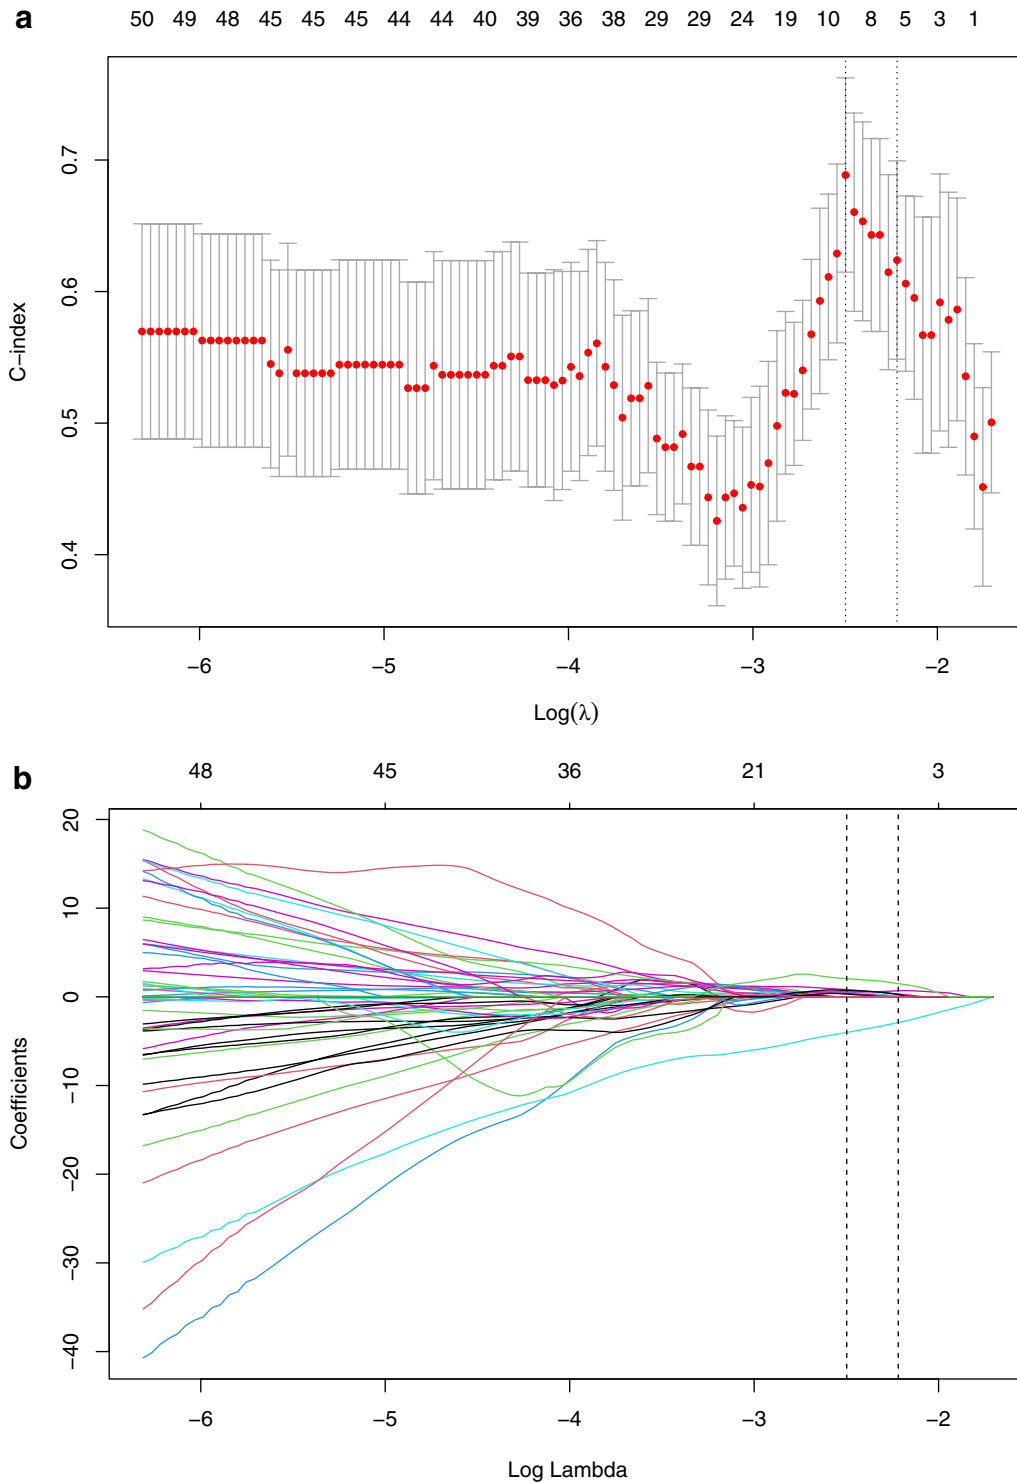 a
50 49 48 45 45 45 44 44 40 39 36 38 29 29 24 19 10 8 5 3 1
C−index
0.7
0.6
0.5
0.4
−6 −5 −4 −3 −2
Log(λ)
b
48 45 36 21 3
Coefficients
20
10
0
−10
−20
−30
−40
−6 −5 −4 −3 −2
Log Lambda